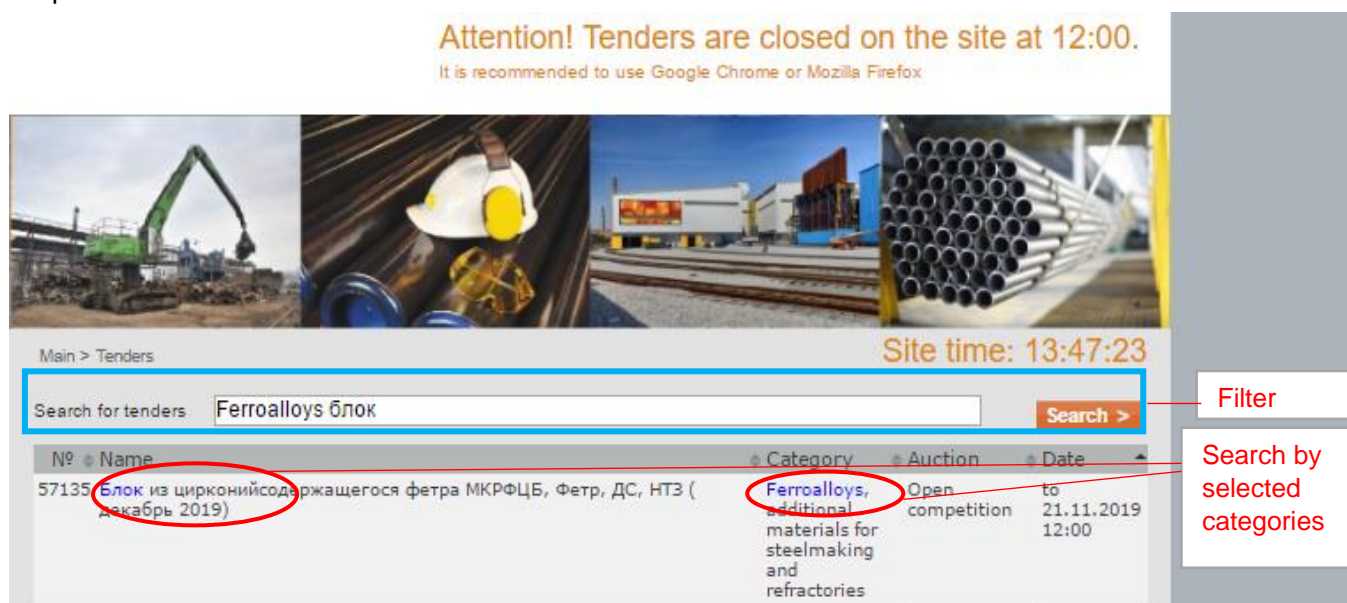 Attention! Tenders are closed on the site at 12:00.
It is recommended to use Google Chrome or Mozilla Firefox
Main > Tenders
Site time: 13:47:23
Search for tenders
Ferroalloys блок
Search >
Filter
Search by
selected
categories
№ Name Category Auction Date
57135 Блок из цирконийсодержащегося фетра МКРФЦБ, Фетр, ДС, НТЗ (
декабрь 2019)
Ferroalloys,
additional
materials for
steelmaking
and
refractories
Open
competition
to
21.11.2019
12:00